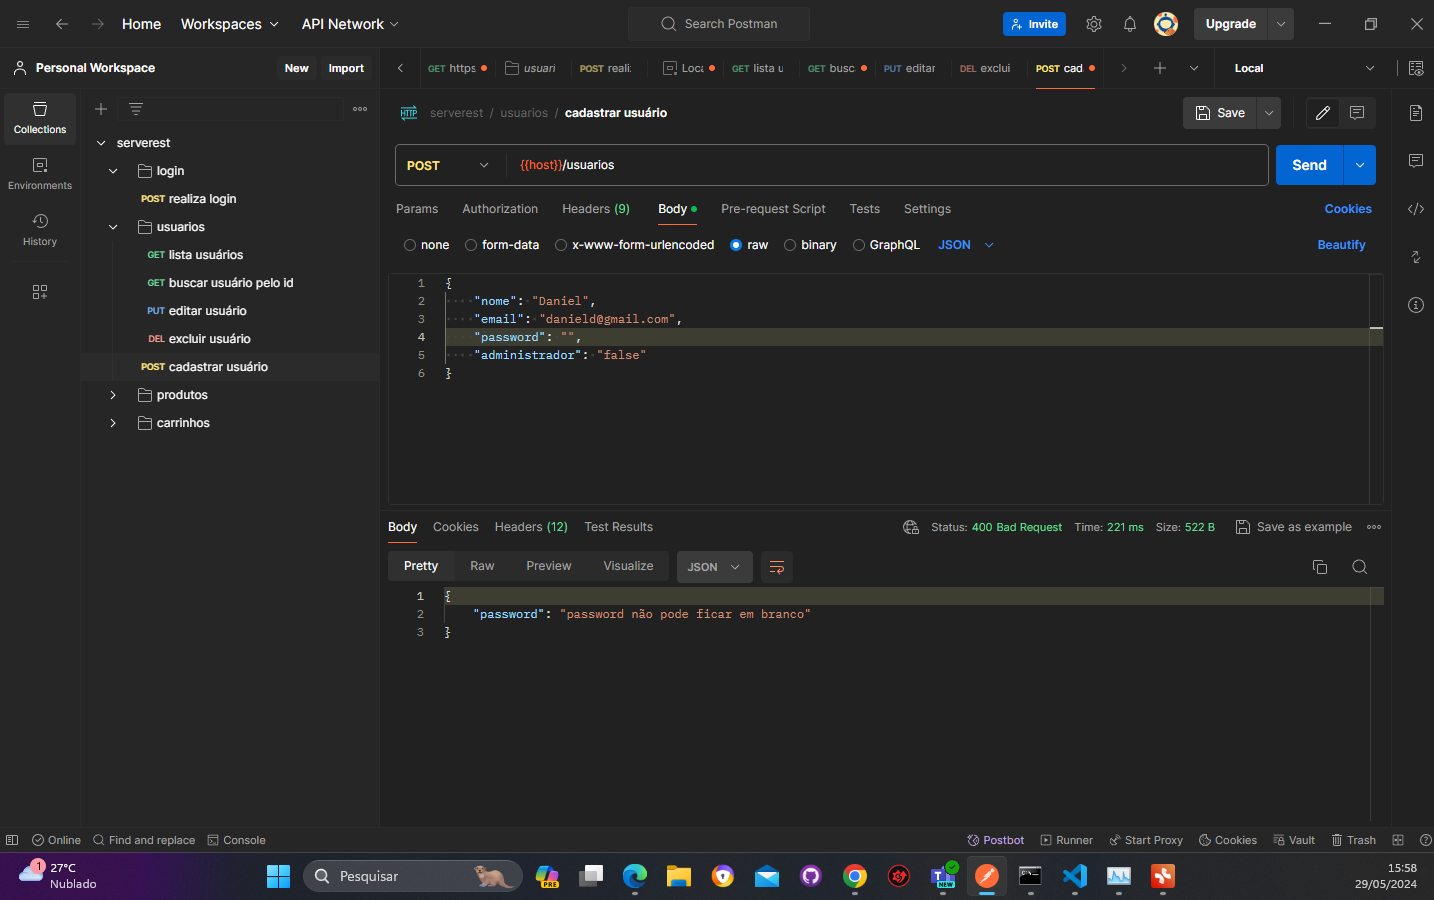 Home Workspaces API Network Search Postman Invite Upgrade
Personal Workspace New Import GET https usuari POST realiz Loca GET lista u GET busc PUT editar DEL exclui POST cad Local
Collections
Environments
History
serverest
login
POST realiza login
usuarios
GET lista usuários
GET buscar usuário pelo id
PUT editar usuário
DEL excluir usuário
POST cadastrar usuário
produtos
carrinhos
HTTP serverest / usuarios / cadastrar usuário Save
POST {{host}}/usuarios Send
Params Authorization Headers (9) Body Pre-request Script Tests Settings Cookies
none form-data x-www-form-urlencoded raw binary GraphQL JSON Beautify
1 {
2 "nome": "Daniel",
3 "email": "danield@gmail.com",
4 "password": "",
5 "administrador": "false"
6 }
Body Cookies Headers (12) Test Results Status: 400 Bad Request Time: 221 ms Size: 522 B Save as example
Pretty Raw Preview Visualize JSON
1 {
2 "password": "password não pode ficar em branco"
3 }
Online Find and replace Console Postbot Runner Start Proxy Cookies Vault Trash
1 27°C
Nublado
Pesquisar
PRE
NEW
15:58
29/05/2024